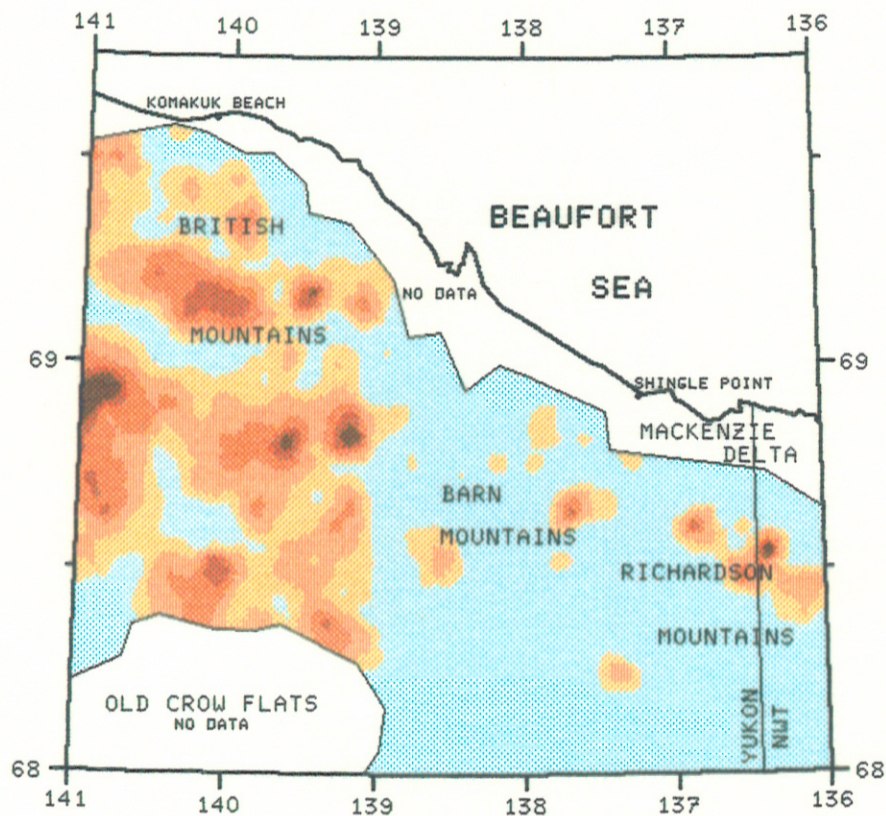 141 140 139 138 137 136
KOMAKUK BEACH
BRITISH
BEAUFORT
SEA
NO DATA
MOUNTAINS
69 69
SHINGLE POINT
MACKENZIE
DELTA
BARN
MOUNTAINS
RICHARDSON
MOUNTAINS
OLD CROW FLATS
NO DATA
YUKON
NWT
68 68
141 140 139 138 137 136